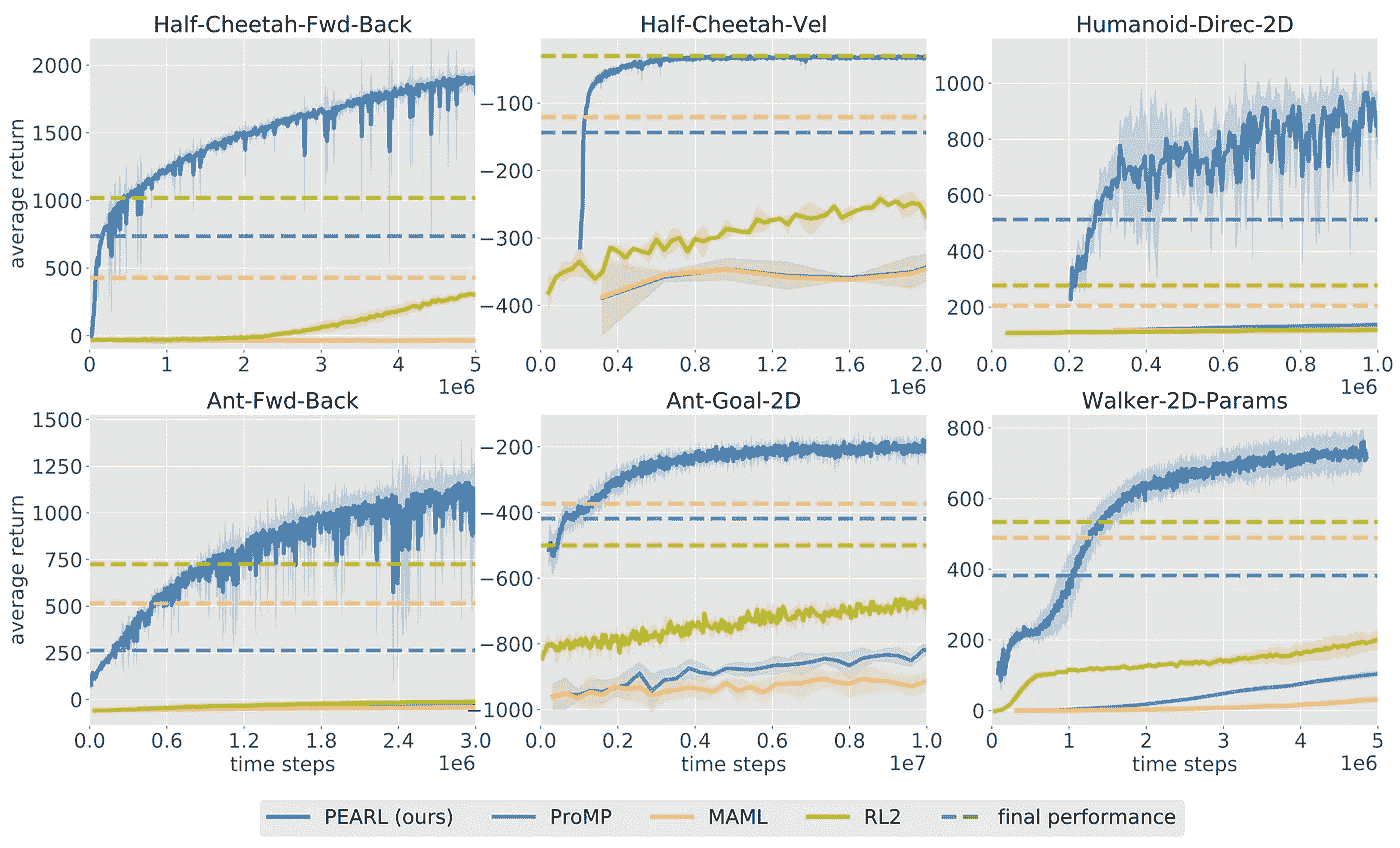 Half-Cheetah-Fwd-Back
Half-Cheetah-Vel
Humanoid-Direc-2D
average return
2000
1500
1000
500
0
0 1 2 3 4 5
1e6
−100
−200
−300
−400
0.0 0.4 0.8 1.2 1.6 2.0
1e6
1000
800
600
400
200
0.0 0.2 0.4 0.6 0.8 1.0
1e6
Ant-Fwd-Back
Ant-Goal-2D
Walker-2D-Params
average return
1500
1250
1000
750
500
250
0
0.0 0.6 1.2 1.8 2.4 3.0
time steps
1e6
−200
−400
−600
−800
−1000
0.0 0.2 0.4 0.6 0.8 1.0
time steps
1e7
800
600
400
200
0
0 1 2 3 4 5
time steps
1e6
PEARL (ours) ProMP MAML RL2 final performance